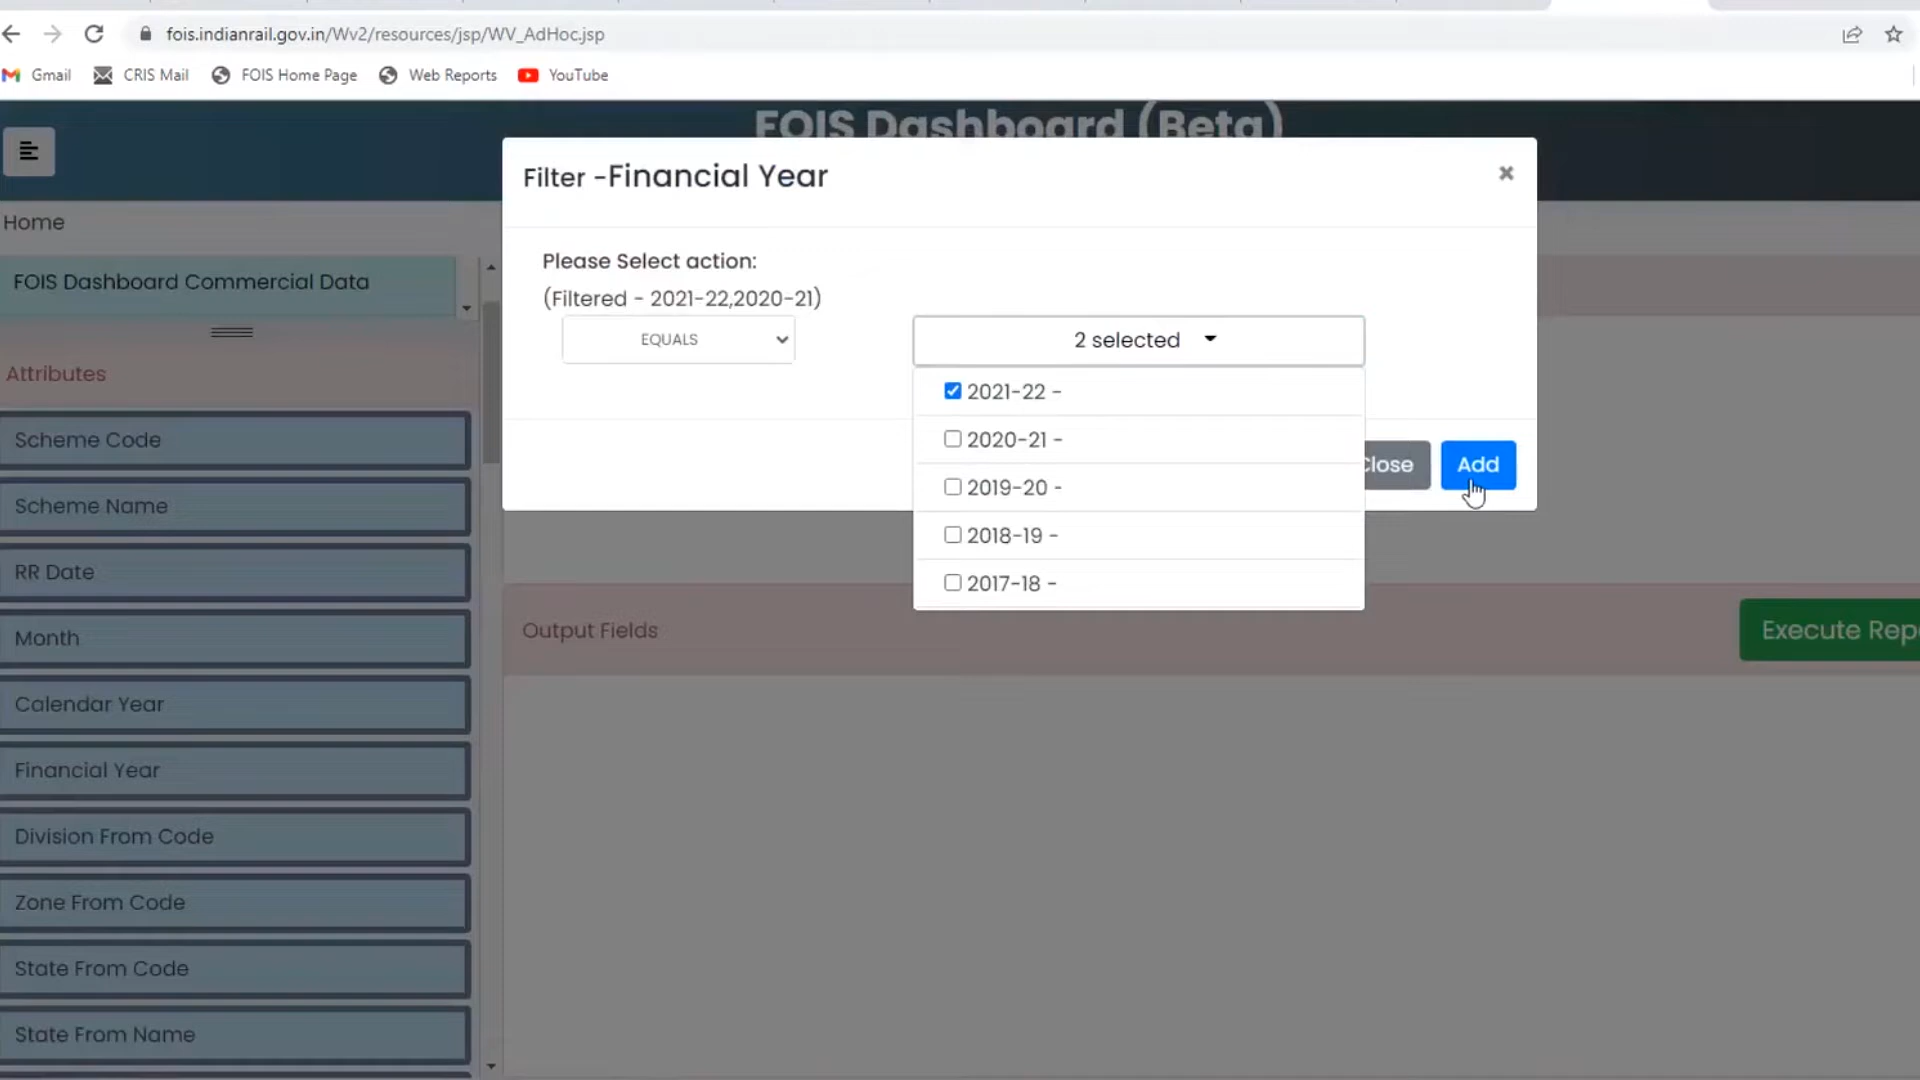 fois.indianrail.gov.in/Wv2/resources/jsp/WV_AdHoc.jsp
Gmail CRIS Mail FOIS Home Page Web Reports YouTube
FOIS Dashboard (Beta)
Filter -Financial Year
×
Home
Please Select action:
FOIS Dashboard Commercial Data
(Filtered - 2021-22,2020-21)
EQUALS 2 selected
Attributes
2021-22 -
Scheme Code
2020-21 -
Close Add
2019-20 -
Scheme Name
2018-19 -
RR Date
2017-18 -
Output Fields Execute Rep
Month
Calendar Year
Financial Year
Division From Code
Zone From Code
State From Code
State From Name